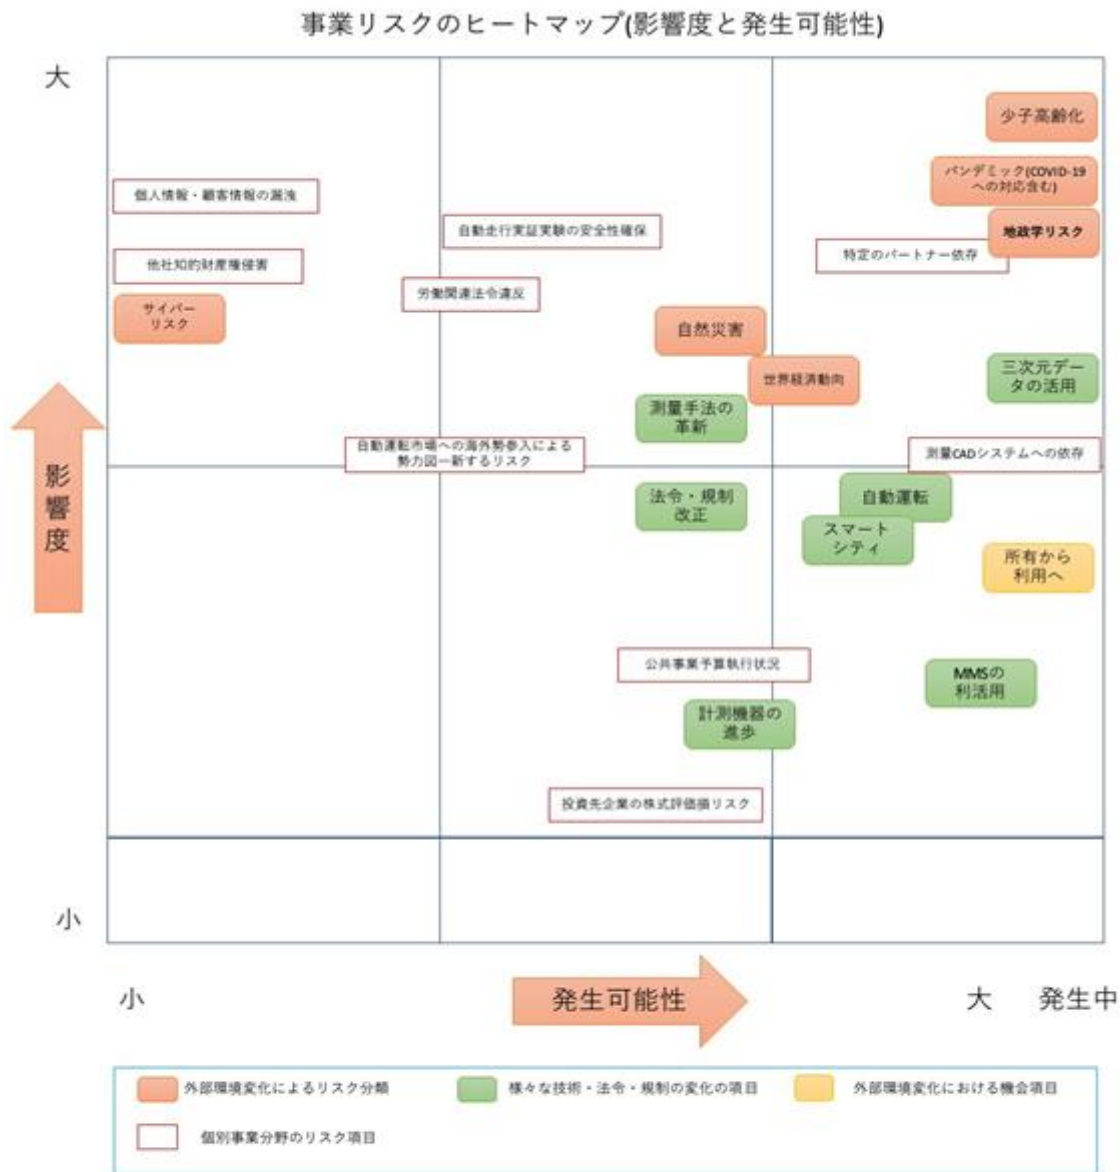 事業リスクのヒートマップ(影響度と発生可能性)
大
少子高齢化
パンデミック(COVID-19
への対応含む)
個人情報・顧客情報の漏洩
自動走行実証実験の安全性確保
地政学リスク
特定のパートナー依存
他社知的財産権侵害
労働関連法令違反
サイバー
リスク
自然災害
世界経済動向
三次元デー
タの活用
測量手法の
革新
自動運転市場への海外勢参入による
勢力図一新するリスク
測量CADシステムへの依存
影響度
法令・規制
改正
自動運転
スマート
シティ
所有から
利用へ
公共事業予算執行状況
MMSの
利活用
計測機器の
進歩
投資先企業の株式評価損リスク
小
小
発生可能性
大
発生中
外部環境変化によるリスク分類
様々な技術・法令・規制の変化の項目
外部環境変化における機会項目
個別事業分野のリスク項目